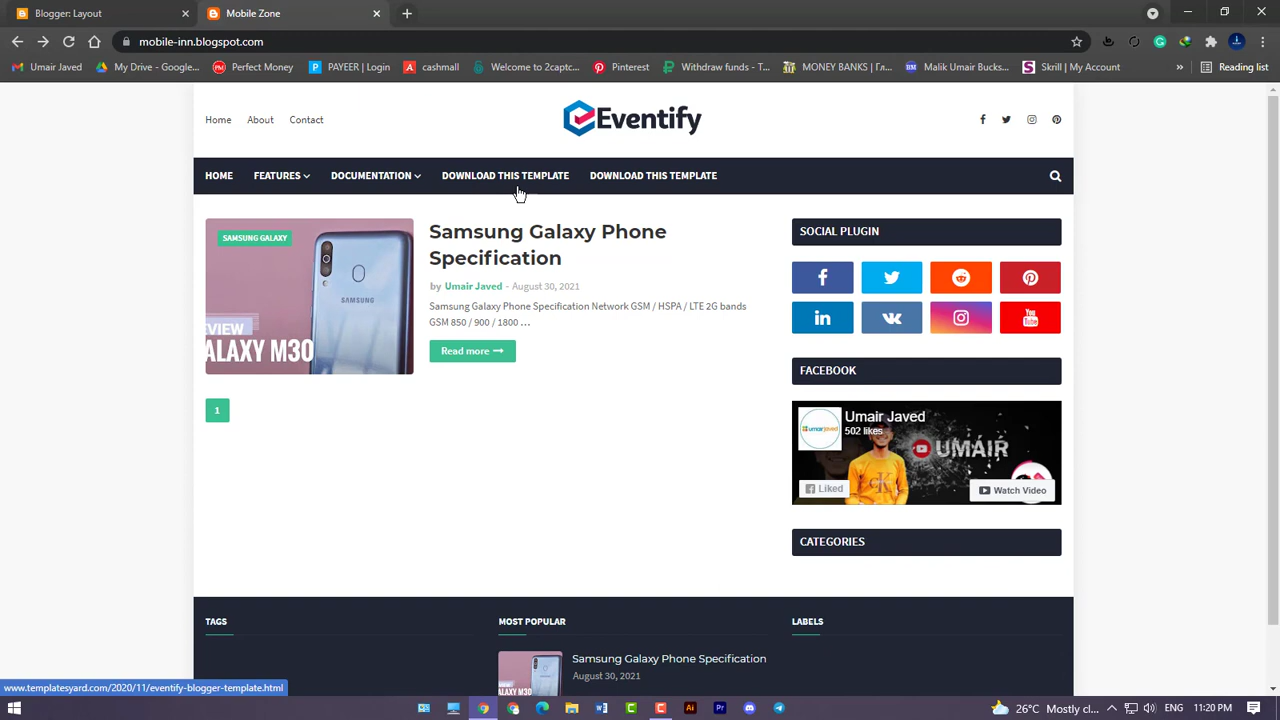 Blogger: Layout
Mobile Zone
mobile-inn.blogspot.com
Umair Javed
My Drive - Google...
Perfect Money
PAYEER | Login
cashmall
Welcome to 2captc...
Pinterest
Withdraw funds - T...
MONEY BANKS | Гл...
Malik Umair Bucks...
Skrill | My Account
»
Reading list
Home
About
Contact
Eventify
HOME
FEATURES
DOCUMENTATION
DOWNLOAD THIS TEMPLATE
DOWNLOAD THIS TEMPLATE
SAMSUNG GALAXY
SAMSUNG
EVIEW
ALAXY M30
Samsung Galaxy Phone
Specification
by Umair Javed - August 30, 2021
Samsung Galaxy Phone Specification Network GSM / HSPA / LTE 2G bands
GSM 850 / 900 / 1800 ...
Read more
1
SOCIAL PLUGIN
You
Tube
FACEBOOK
umairjaved
Umair Javed
502 likes
UMAIR
Liked
Watch Video
CATEGORIES
TAGS
MOST POPULAR
Samsung Galaxy Phone Specification
August 30, 2021
LABELS
www.templatesyard.com/2020/11/eventify-blogger-template.html
26°C Mostly cl...
11:20 PM